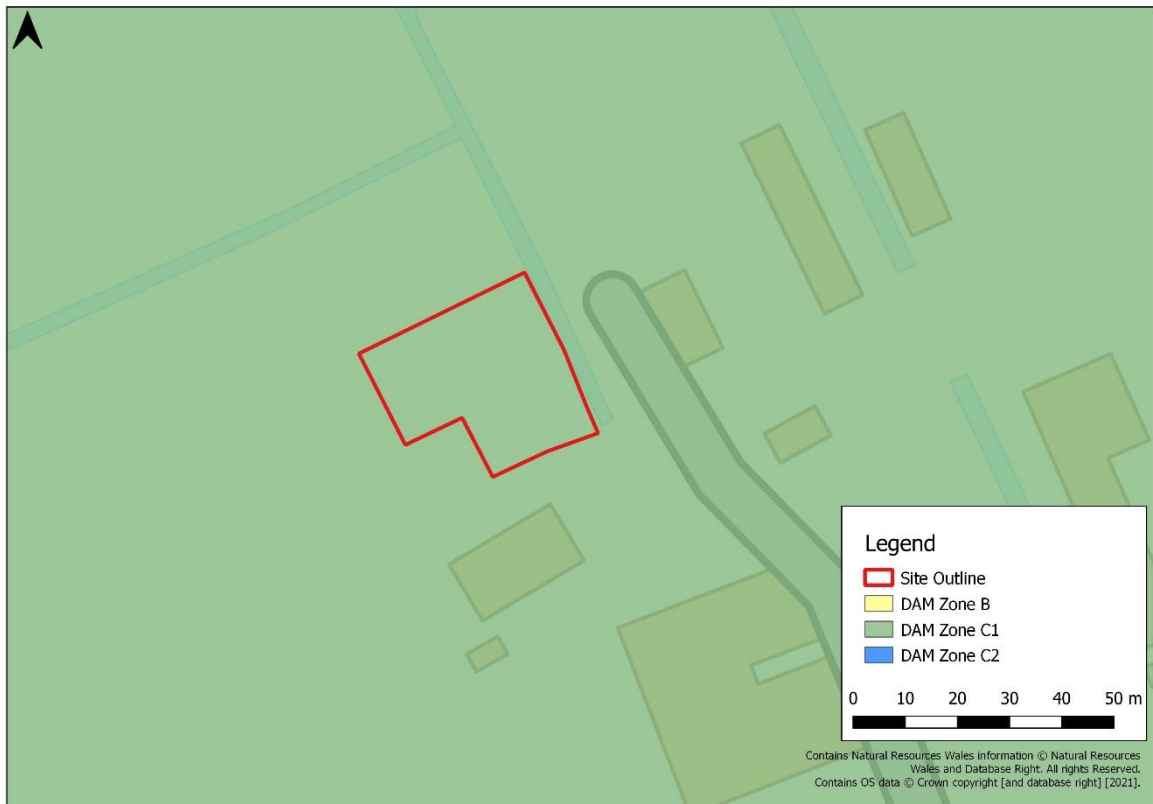 Legend
Site Outline
DAM Zone B
DAM Zone C1
DAM Zone C2
0 10 20 30 40 50 m
Contains Natural Resources Wales information © Natural Resources
Wales and Database Right. All rights Reserved.
Contains OS data © Crown copyright [and database right] [2021].